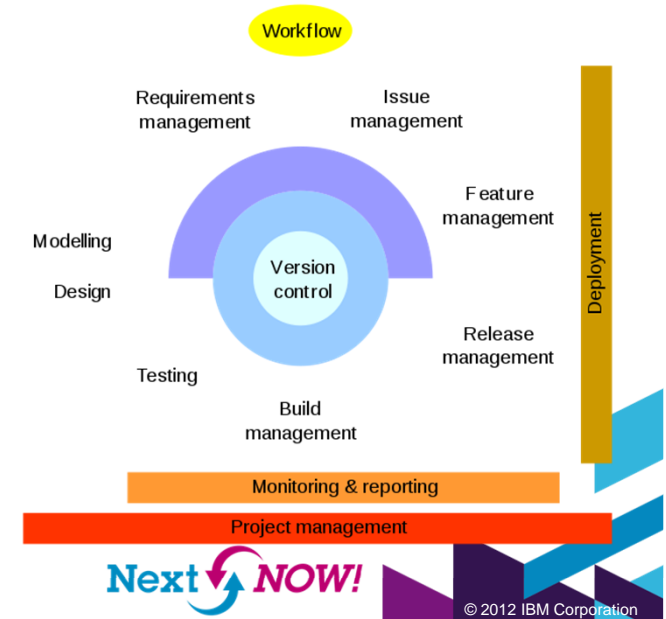 Workflow
Requirements
management
Issue
management
Feature
management
Modelling
Design
Version
control
Deployment
Release
management
Testing
Build
management
Monitoring & reporting
Project management
Next NOW!
© 2012 IBM Corporation